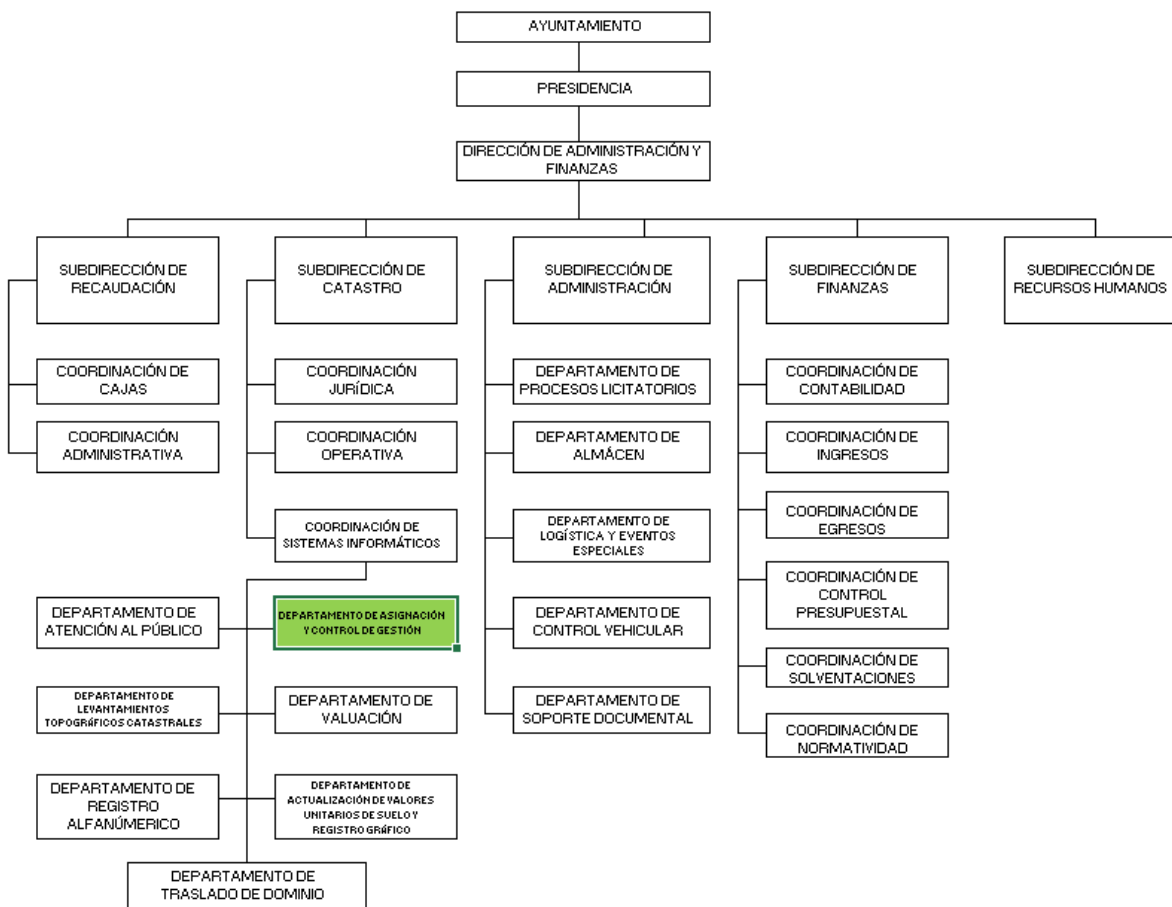 AYUNTAMIENTO
PRESIDENCIA
DIRECCIÓN DE ADMINISTRACIÓN Y
FINANZAS
SUBDIRECCIÓN DE
RECAUDACIÓN
SUBDIRECCIÓN DE
CATASTRO
SUBDIRECCIÓN DE
ADMINISTRACIÓN
SUBDIRECCIÓN DE
FINANZAS
SUBDIRECCIÓN DE
RECURSOS HUMANOS
COORDINACIÓN DE
CAJAS
COORDINACIÓN
JURÍDICA
DEPARTAMENTO DE
PROCESOS LICITATORIOS
COORDINACIÓN DE
CONTABILIDAD
COORDINACIÓN
ADMINISTRATIVA
COORDINACIÓN
OPERATIVA
DEPARTAMENTO DE
ALMÁCEN
COORDINACIÓN DE
INGRESOS
COORDINACIÓN DE
SISTEMAS INFORMÁTICOS
DEPARTAMENTO DE
LOGÍSTICA Y EVENTOS
ESPECIALES
COORDINACIÓN DE
EGRESOS
DEPARTAMENTO DE
ATENCIÓN AL PÚBLICO
DEPARTAMENTO DE ASIGNACIÓN
Y CONTROL DE GESTIÓN
DEPARTAMENTO DE
CONTROL VEHICULAR
COORDINACIÓN DE
CONTROL
PRESUPUESTAL
DEPARTAMENTO DE
LEVANTAMIENTOS
TOPOGRÁFICOS CATASTRALES
DEPARTAMENTO DE
VALUACIÓN
DEPARTAMENTO DE
SOPORTE DOCUMENTAL
COORDINACIÓN DE
SOLVENTACIONES
COORDINACIÓN DE
NORMATIVIDAD
DEPARTAMENTO DE
REGISTRO
ALFANÚMERICO
DEPARTAMENTO DE
ACTUALIZACIÓN DE VALORES
UNITARIOS DE SUELO Y
REGISTRO GRÁFICO
DEPARTAMENTO DE
TRASLADO DE DOMINIO